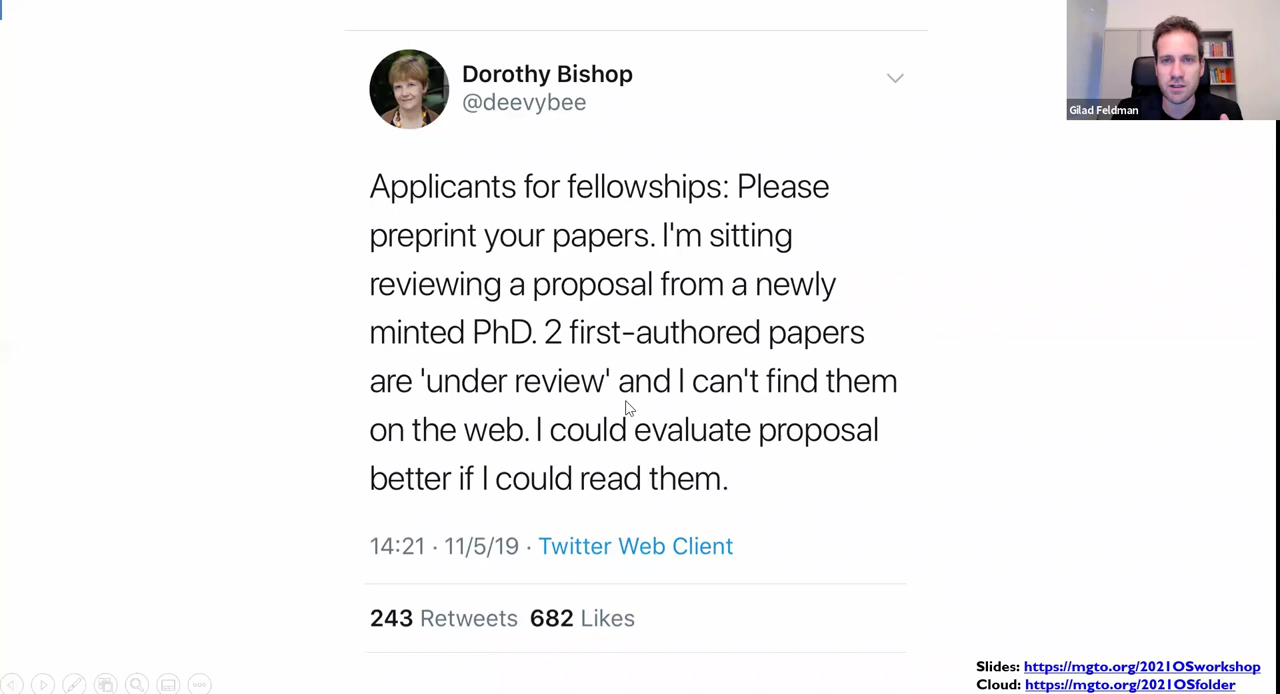 Dorothy Bishop
@deevybee
Gilad Feldman
Applicants for fellowships: Please
preprint your papers. I'm sitting
reviewing a proposal from a newly
minted PhD. 2 first-authored papers
are 'under review' and I can't find them
on the web. I could evaluate proposal
better if I could read them.
14:21 · 11/5/19 · Twitter Web Client
243 Retweets 682 Likes
Slides: https://mgto.org/2021OSworkshop
Cloud: https://mgto.org/2021OSfolder